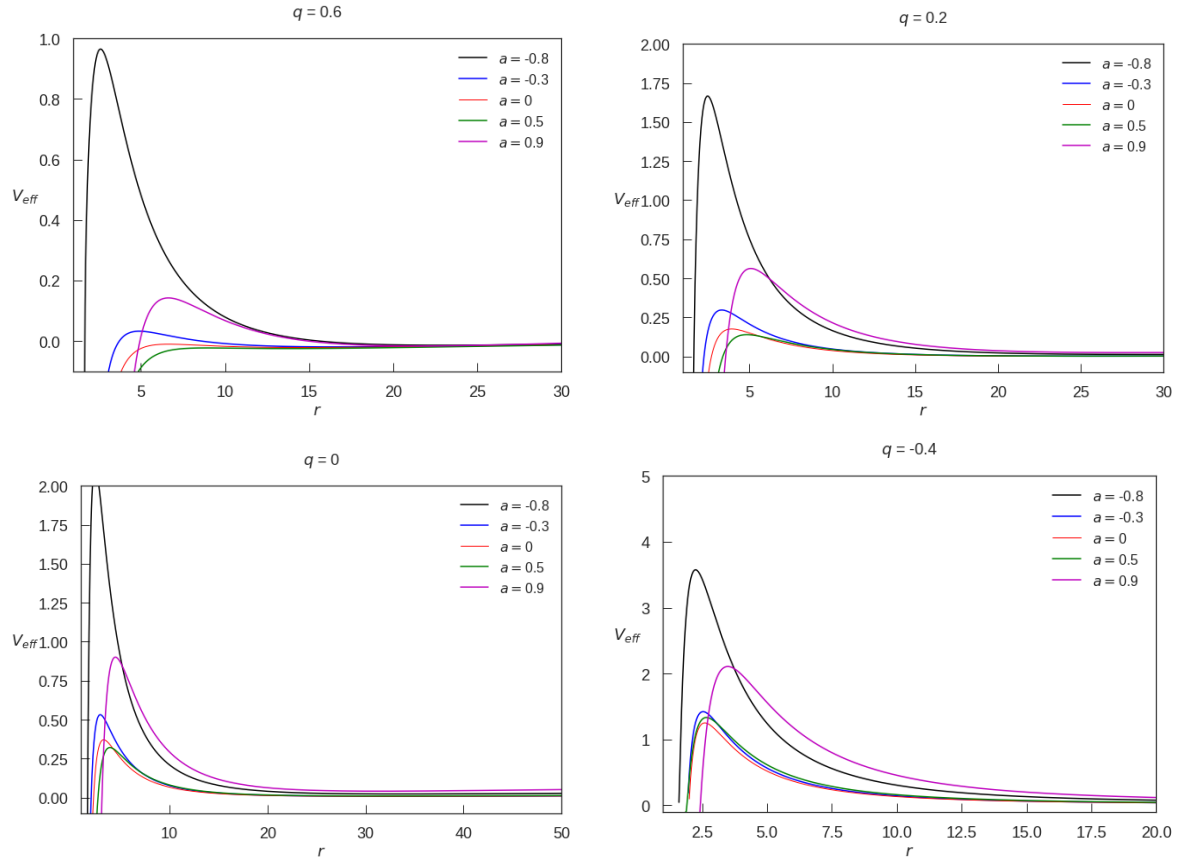 q = 0.6
1.0
0.8
0.6
0.4
0.2
0.0
V_eff
a = -0.8
a = -0.3
a = 0
a = 0.5
a = 0.9
5 10 15 20 25 30
r
q = 0.2
2.00
1.75
1.50
1.25
1.00
0.75
0.50
0.25
0.00
V_eff
a = -0.8
a = -0.3
a = 0
a = 0.5
a = 0.9
5 10 15 20 25 30
r
q = 0
2.00
1.75
1.50
1.25
1.00
0.75
0.50
0.25
0.00
V_eff
a = -0.8
a = -0.3
a = 0
a = 0.5
a = 0.9
10 20 30 40 50
r
q = -0.4
5
4
3
2
1
0
V_eff
a = -0.8
a = -0.3
a = 0
a = 0.5
a = 0.9
2.5 5.0 7.5 10.0 12.5 15.0 17.5 20.0
r